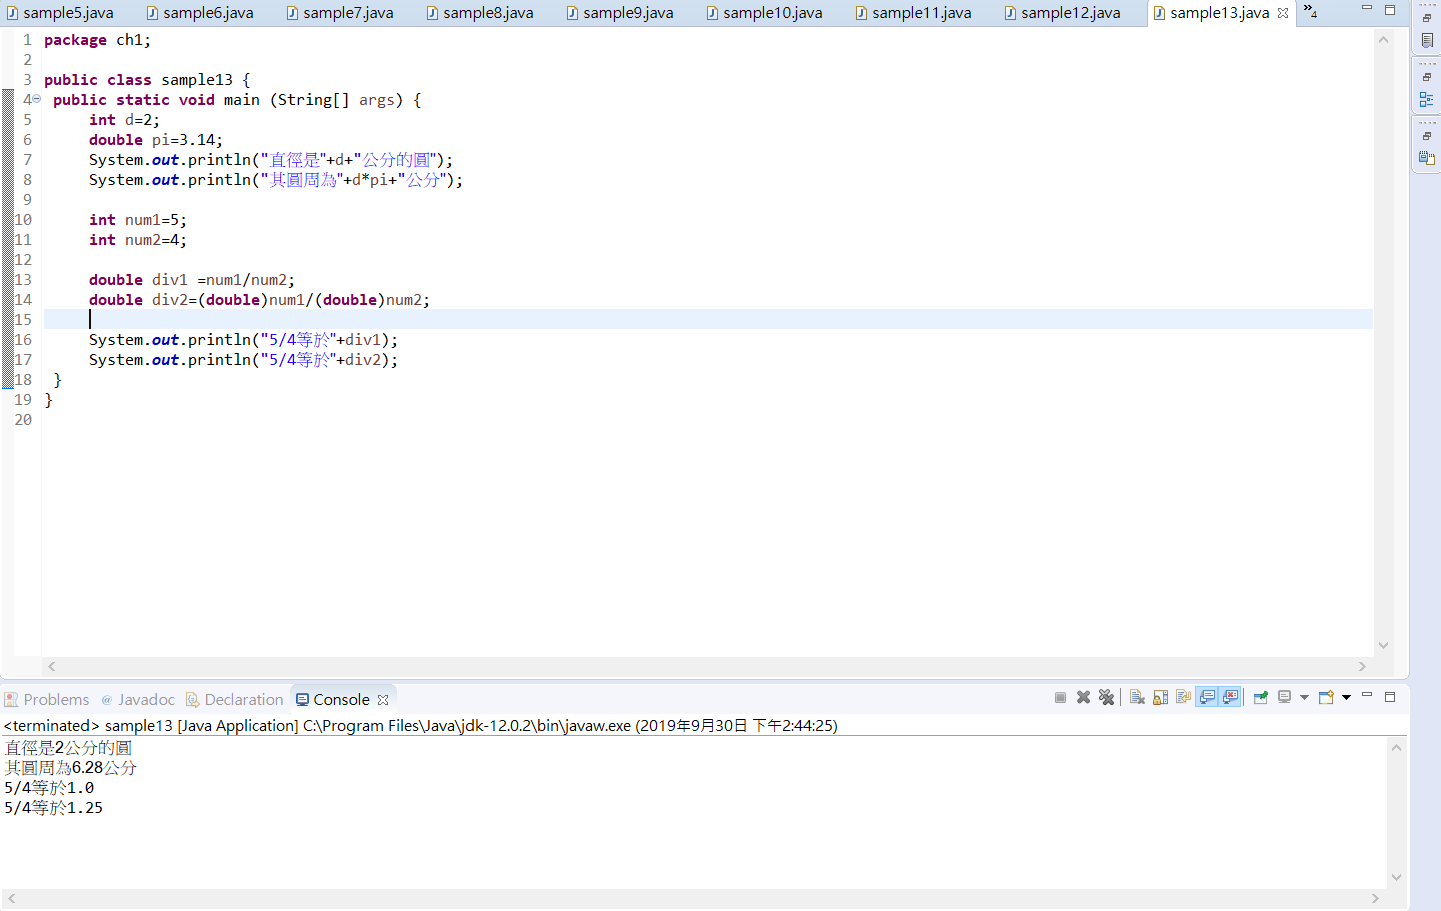 sample5.java sample6.java sample7.java sample8.java sample9.java sample10.java sample11.java sample12.java sample13.java »4
1 package ch1;
2
3 public class sample13 {
4 public static void main (String[] args) {
5 int d=2;
6 double pi=3.14;
7 System.out.println("直徑是"+d+"公分的圓");
8 System.out.println("其圓周為"+d*pi+"公分");
9
10 int num1=5;
11 int num2=4;
12
13 double div1 =num1/num2;
14 double div2=(double)num1/(double)num2;
15
16 System.out.println("5/4等於"+div1);
17 System.out.println("5/4等於"+div2);
18 }
19 }
20
Problems @ Javadoc Declaration Console
<terminated> sample13 [Java Application] C:\Program Files\Java\jdk-12.0.2\bin\javaw.exe (2019年9月30日 下午2:44:25)
直徑是2公分的圓
其圓周為6.28公分
5/4等於1.0
5/4等於1.25